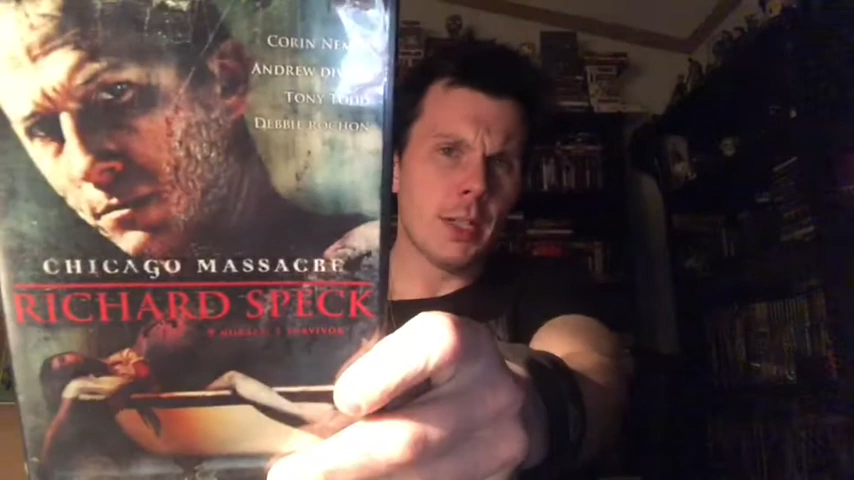 CORIN NEM
ANDREW DIV
TONY TODD
DEBBIE ROCHON
CHICAGO MASSACRE
RICHARD SPECK